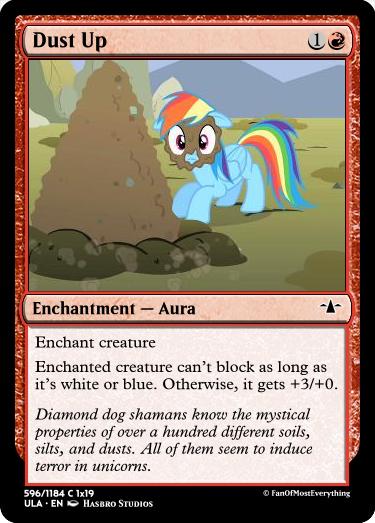 Dust Up 1
Enchantment — Aura
Enchant creature
Enchanted creature can't block as long as
it's white or blue. Otherwise, it gets +3/+0.
Diamond dog shamans know the mystical
properties of over a hundred different soils,
silts, and dusts. All of them seem to induce
terror in unicorns.
596/1184 C 1x19
ULA • EN Hasbro Studios © FanOfMostEverything